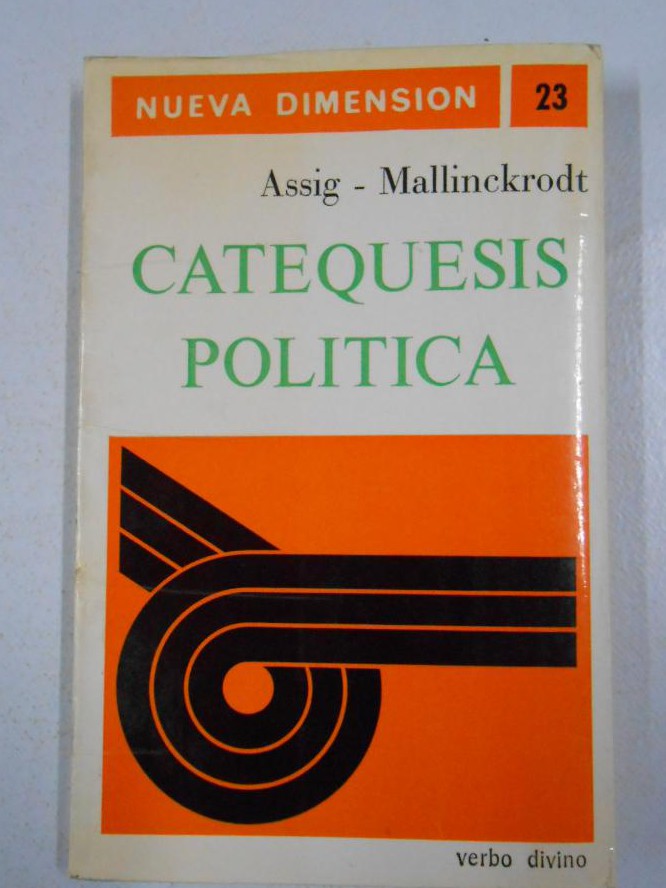 NUEVA DIMENSION 23
Assig - Mallinckrodt
CATEQUESIS
POLITICA
verbo divino